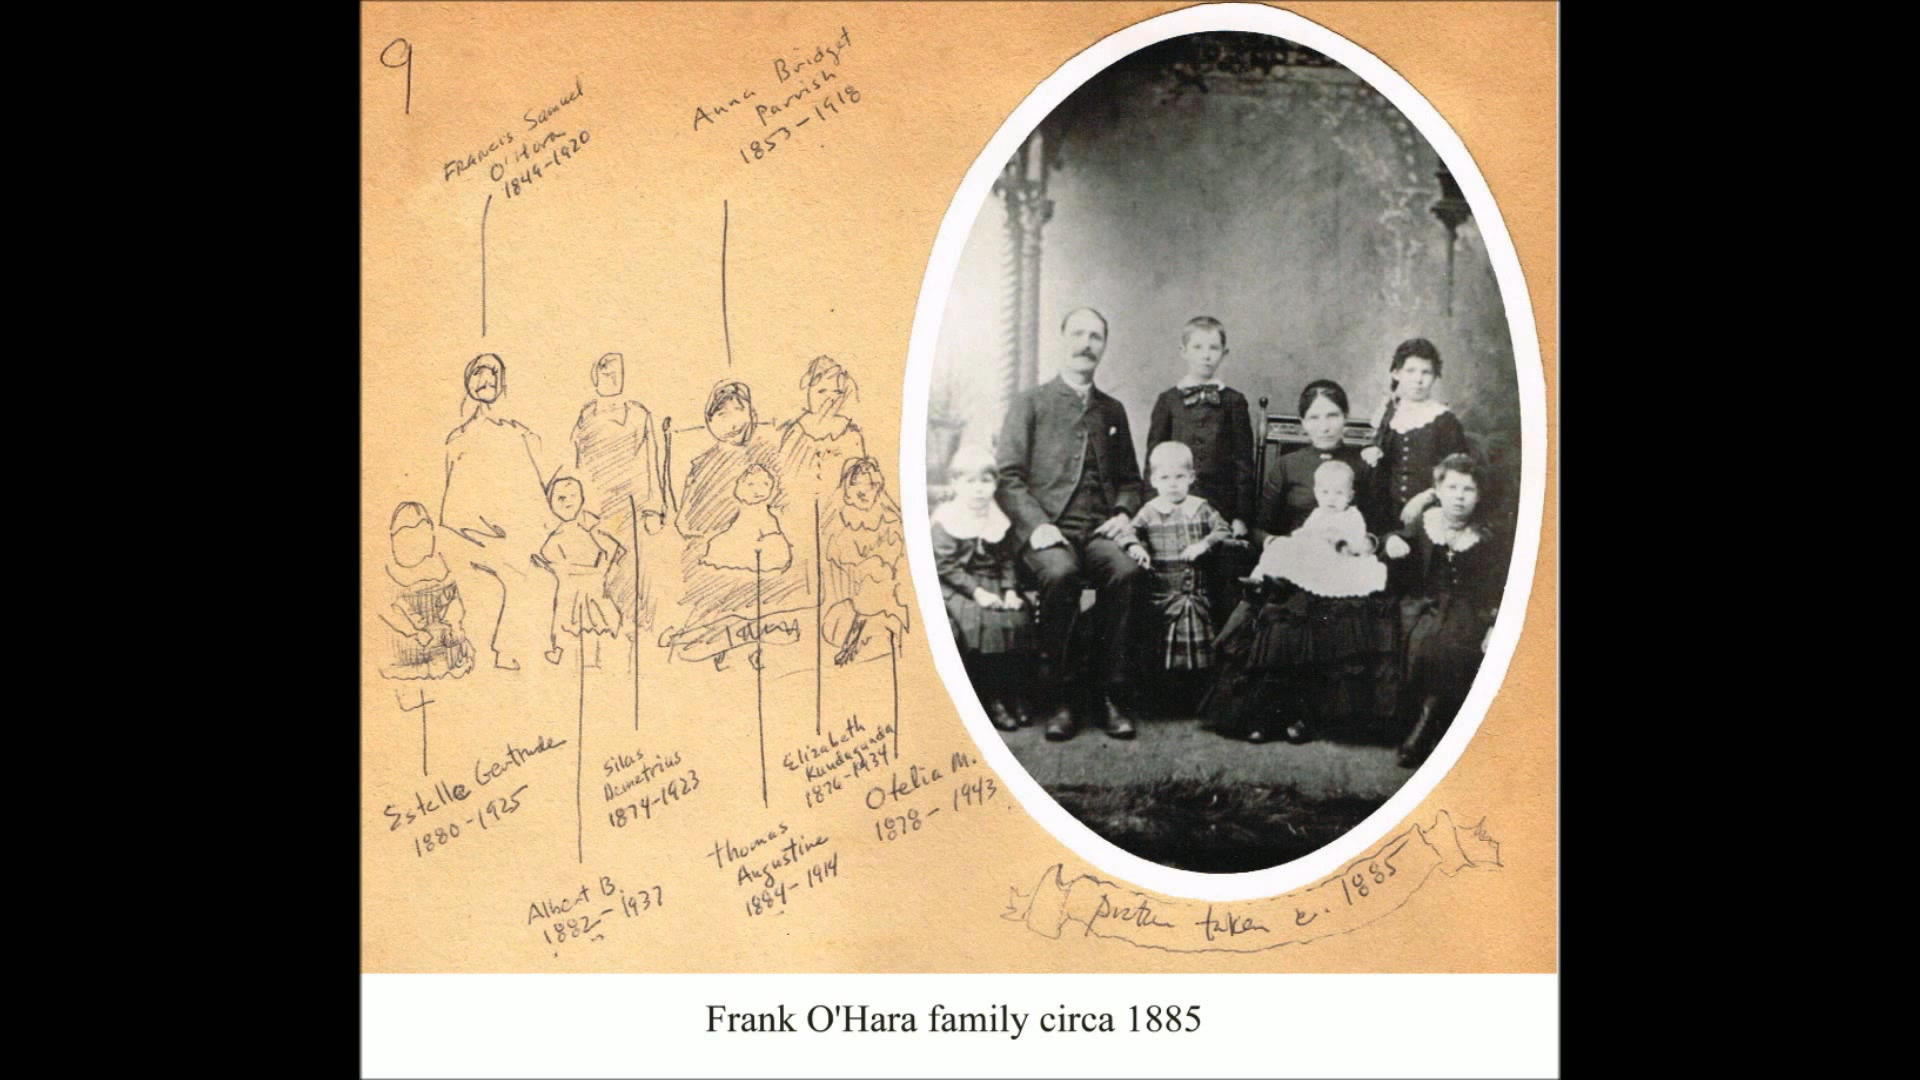 9
Francis Samuel
O'Hara
1849-1920
Anna Bridget
Parrish
1853-1918
Estelle Gertrude
1880-1925
Silas
Demetrius
1874-1923
Elizabeth
Kundagunda
1876-1934
Otelia M.
1878-1943
Thomas
Augustine
1884-1914
Albert B.
1882-1937
picture taken c. 1885
Frank O'Hara family circa 1885